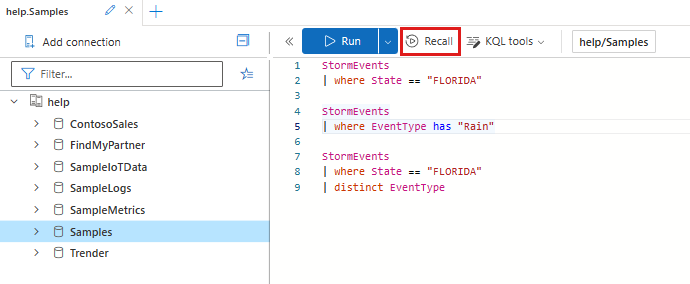 help.Samples
Add connection
Run
Recall
KQL tools
help/Samples
Filter...
help
ContosoSales
FindMyPartner
SampleIoTData
SampleLogs
SampleMetrics
Samples
Trender
1 StormEvents
2 | where State == "FLORIDA"
3
4 StormEvents
5 | where EventType has "Rain"
6
7 StormEvents
8 | where State == "FLORIDA"
9 | distinct EventType